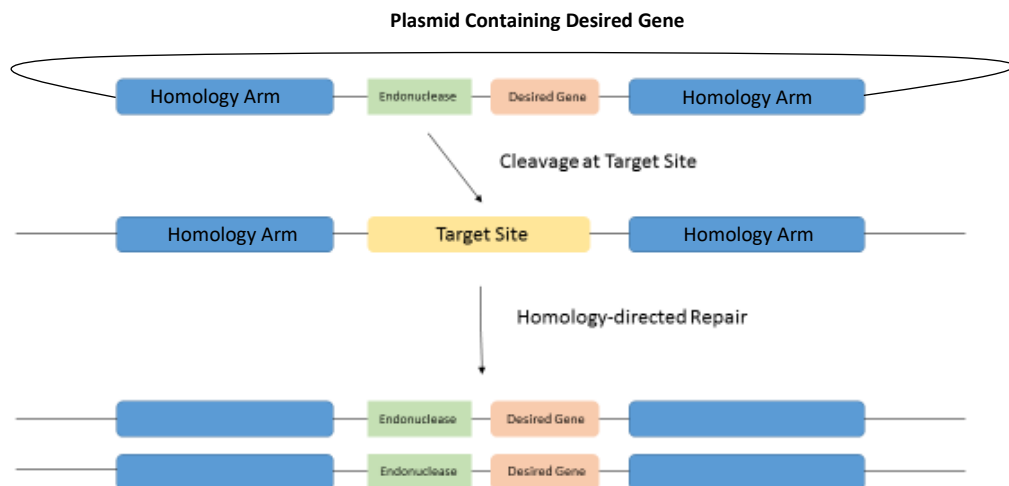 Plasmid Containing Desired Gene
Homology Arm Endonuclease Desired Gene Homology Arm
Cleavage at Target Site
Homology Arm Target Site Homology Arm
Homology-directed Repair
Endonuclease Desired Gene
Endonuclease Desired Gene